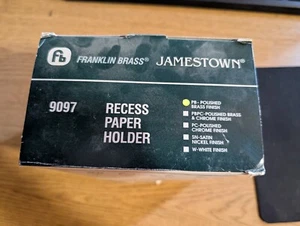 FB FRANKLIN BRASS® JAMESTOWN®
9097 RECESS
PAPER
HOLDER
PB-POLISHED
BRASS FINISH
PBPC-POLISHED BRASS
& CHROME FINISH
PC-POLISHED
CHROME FINISH
SN-SATIN
NICKEL FINISH
W-WHITE FINISH